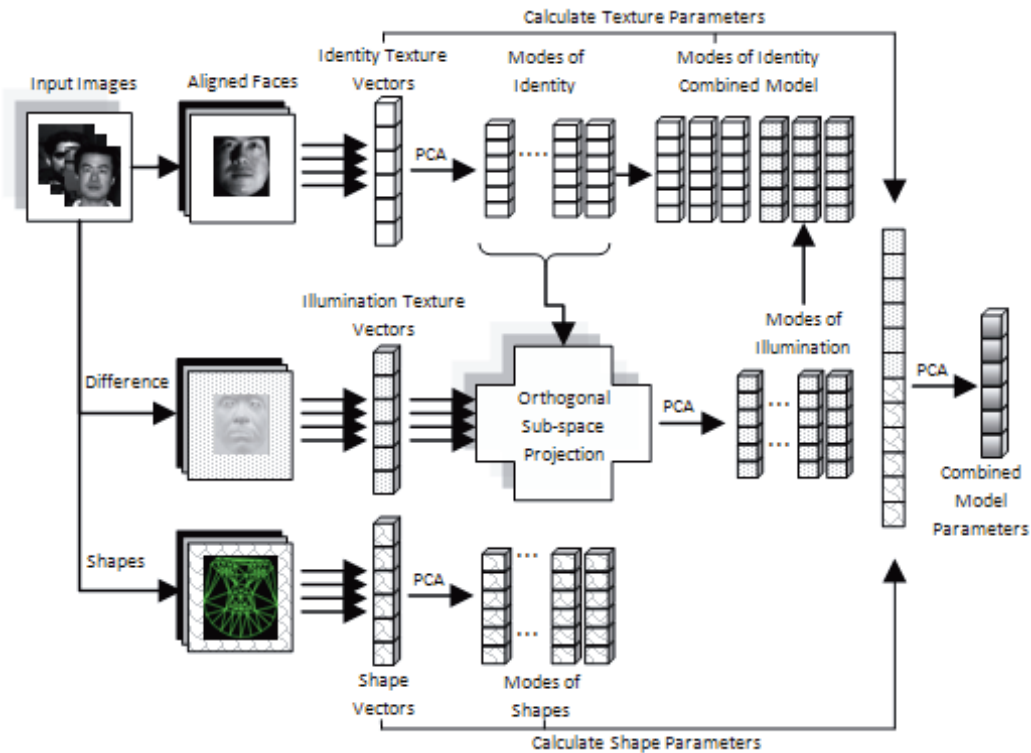 Calculate Texture Parameters
Input Images
Aligned Faces
Identity Texture
Vectors
PCA
Modes of
Identity
Modes of Identity
Combined Model
Difference
Illumination Texture
Vectors
Orthogonal
Sub-space
Projection
PCA
Modes of
Illumination
PCA
Combined
Model
Parameters
Shapes
PCA
Shape
Vectors
Modes of
Shapes
Calculate Shape Parameters